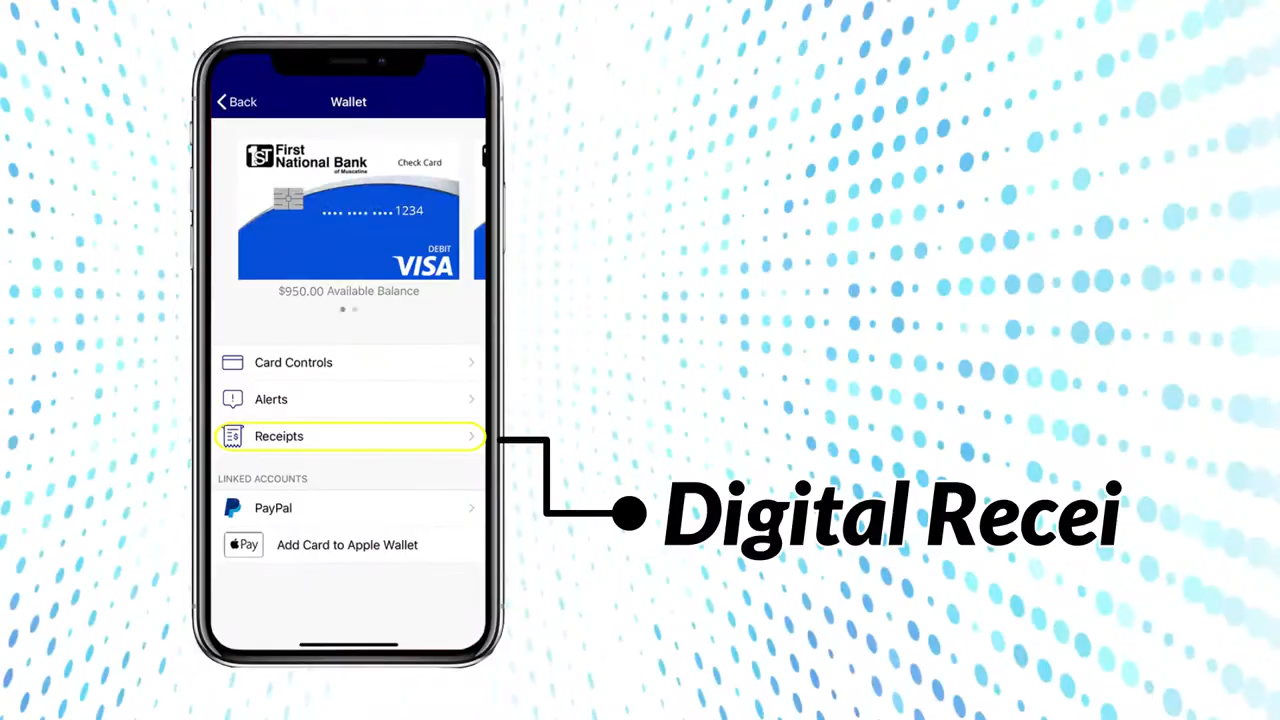 Back
Wallet
1ST First
National Bank
of Muscatine
Check Card
•••• •••• •••• 1234
DEBIT
VISA
$950.00 Available Balance
Card Controls
Alerts
Receipts
LINKED ACCOUNTS
PayPal
Pay Add Card to Apple Wallet
Digital Recei